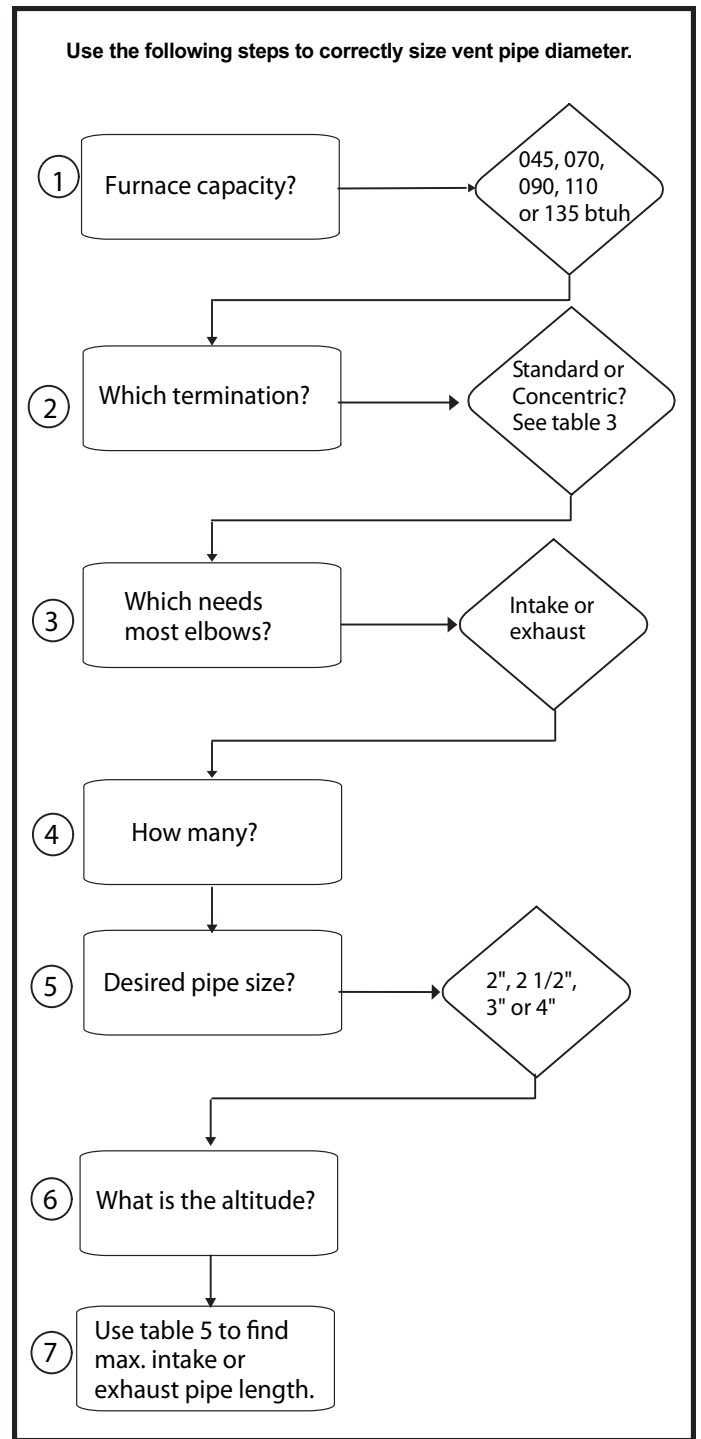 Use the following steps to correctly size vent pipe diameter.
1
Furnace capacity?
045, 070,
090, 110
or 135 btuh
2
Which termination?
Standard or
Concentric?
See table 3
3
Which needs
most elbows?
Intake or
exhaust
4
How many?
5
Desired pipe size?
2", 2 1/2",
3" or 4"
6
What is the altitude?
7
Use table 5 to find
max. intake or
exhaust pipe length.